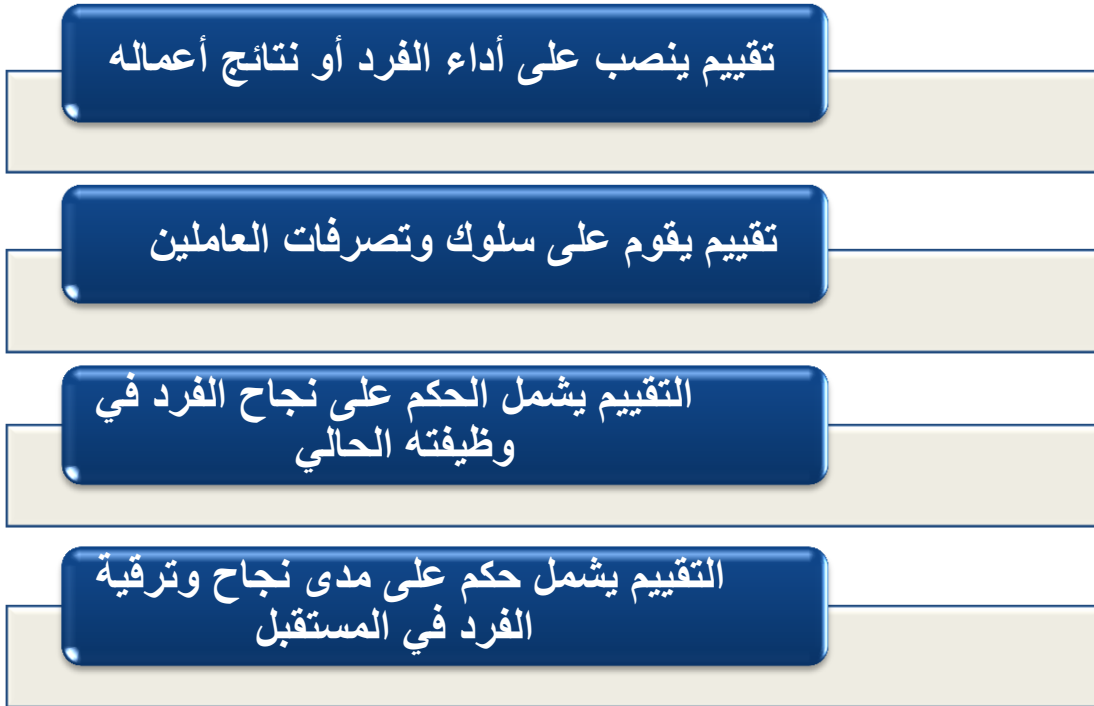 تقييم ينصب على أداء الفرد أو نتائج أعماله
تقييم يقوم على سلوك وتصرفات العاملين
التقييم يشمل الحكم على نجاح الفرد في
وظيفته الحالي
التقييم يشمل حكم على مدى نجاح وترقية
الفرد في المستقبل